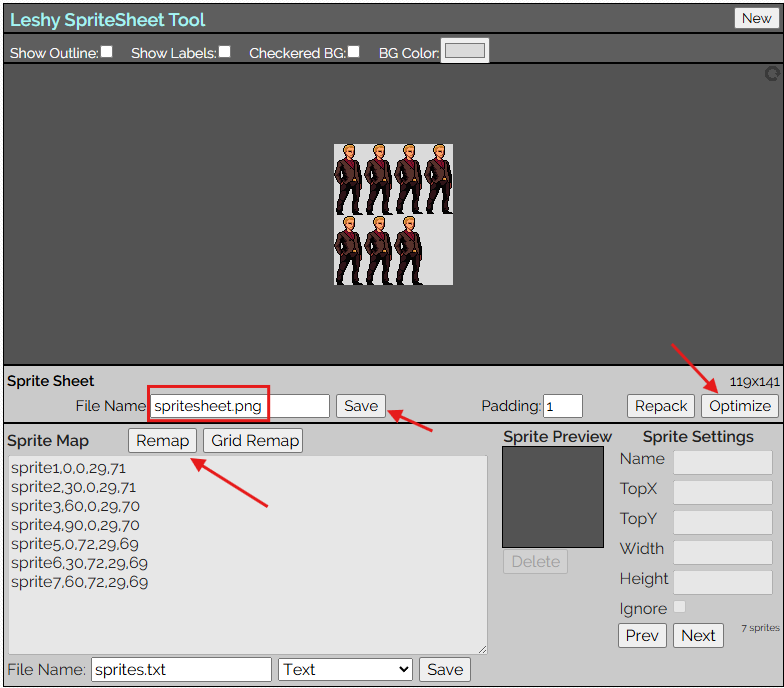 Leshy SpriteSheet Tool New
Show Outline: Show Labels: Checkered BG: BG Color:
Sprite Sheet 119x141
File Name: spritesheet.png Save Padding: 1 Repack Optimize
Sprite Map Remap Grid Remap Sprite Preview Sprite Settings
sprite1,0,0,29,71
sprite2,30,0,29,71
sprite3,60,0,29,70
sprite4,90,0,29,70
sprite5,0,72,29,69
sprite6,30,72,29,69
sprite7,60,72,29,69
Name
TopX
TopY
Width
Delete
Height
Ignore
Prev Next 7 sprites
File Name: sprites.txt Text Save